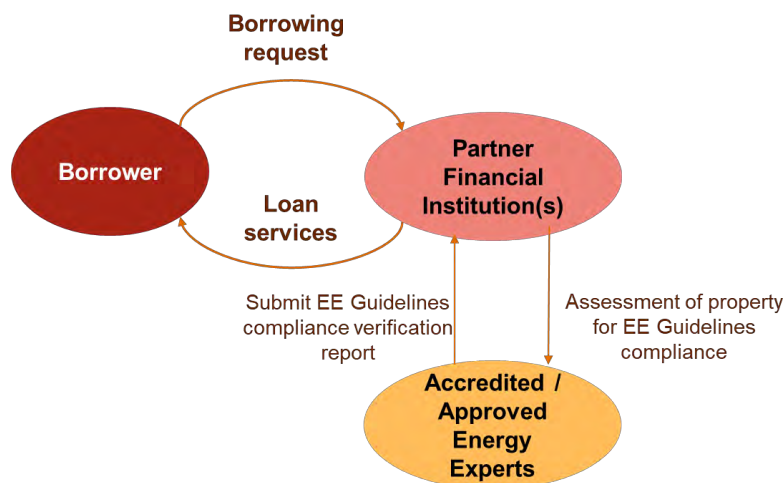 Borrowing
request
Borrower
Partner
Financial
Institution(s)
Loan
services
Submit EE Guidelines
compliance verification
report
Assessment of property
for EE Guidelines
compliance
Accredited /
Approved
Energy
Experts